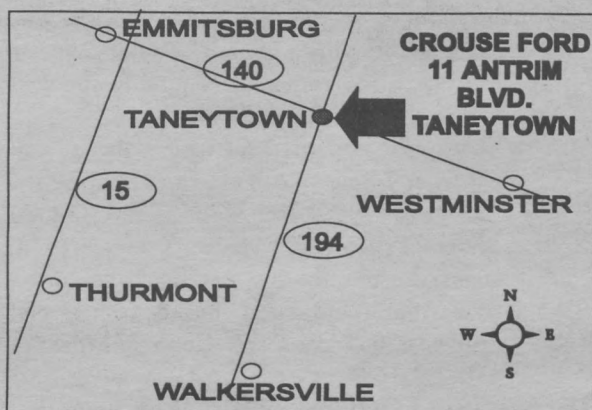 EMMITSBURG
CROUSE FORD
11 ANTRIM
BLVD.
TANEYTOWN
140
TANEYTOWN
15
WESTMINSTER
194
THURMONT
N
W E
S
WALKERSVILLE